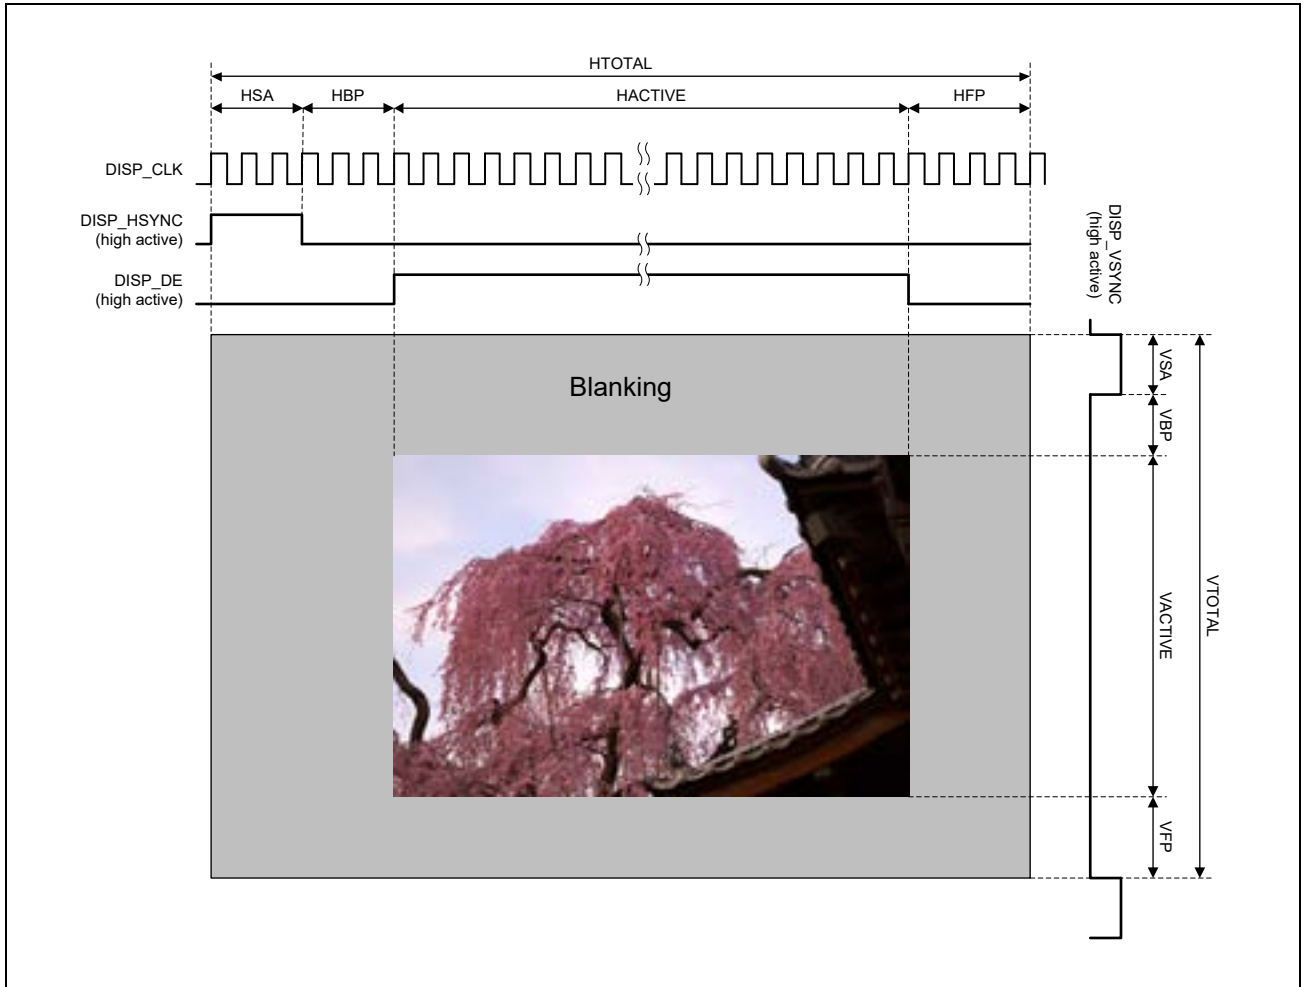 HTOTAL
HSA
HBP
HACTIVE
HFP
DISP_CLK
DISP_HSYNC
(high active)
DISP_DE
(high active)
DISP_VSYNC
(high active)
Blanking
VSA
VBP
VACTIVE
VTOTAL
VFP